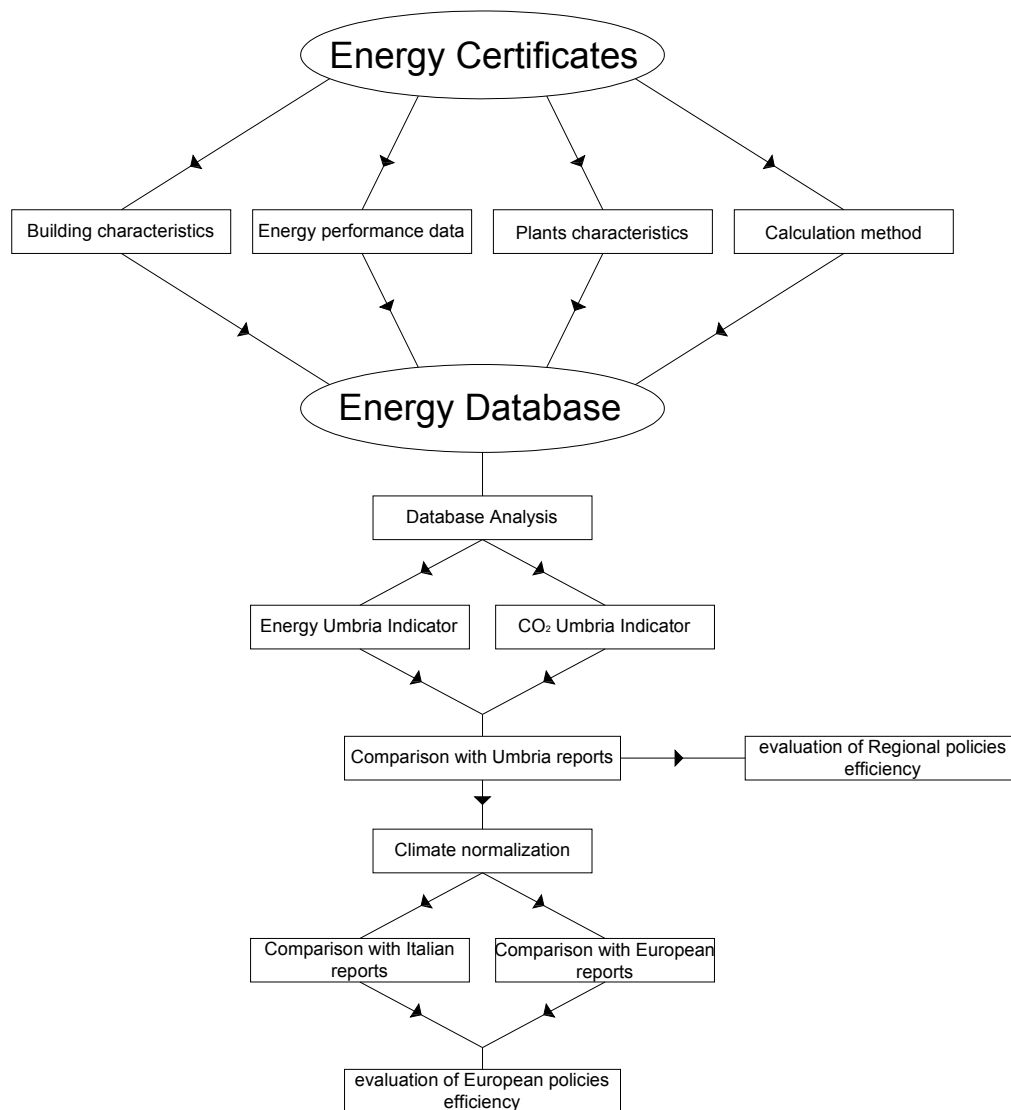 Energy Certificates
Building characteristics
Energy performance data
Plants characteristics
Calculation method
Energy Database
Database Analysis
Energy Umbria Indicator
CO₂ Umbria Indicator
Comparison with Umbria reports
evaluation of Regional policies
efficiency
Climate normalization
Comparison with Italian
reports
Comparison with European
reports
evaluation of European policies
efficiency